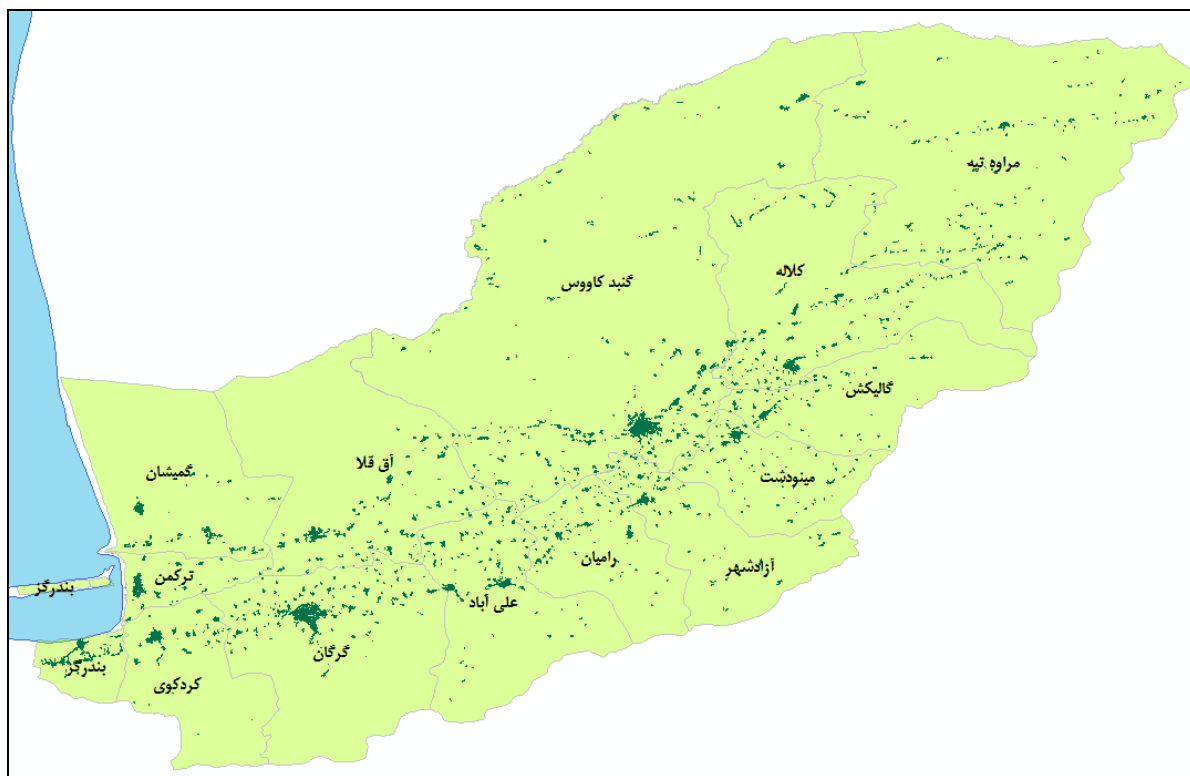 مراوه تپه
کلاله
گنبد کاووس
گالیکش
آق قلا
گمیشان
مینودشت
رامیان
آزادشهر
ترکمن
بندرگز
علی آباد
گرگان
بندرگز
کردکوی